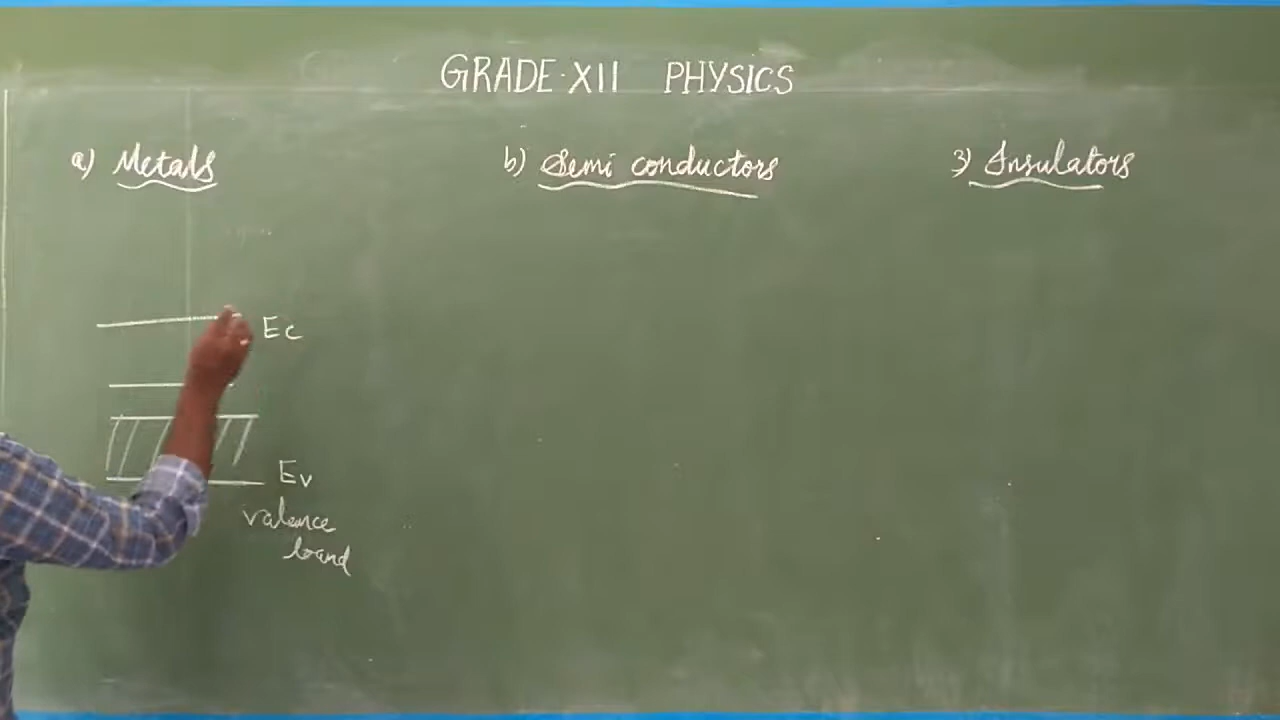 GRADE-XII PHYSICS
a) Metals
b) Semi conductors
3) Insulators
Ec
Ev
valence
band